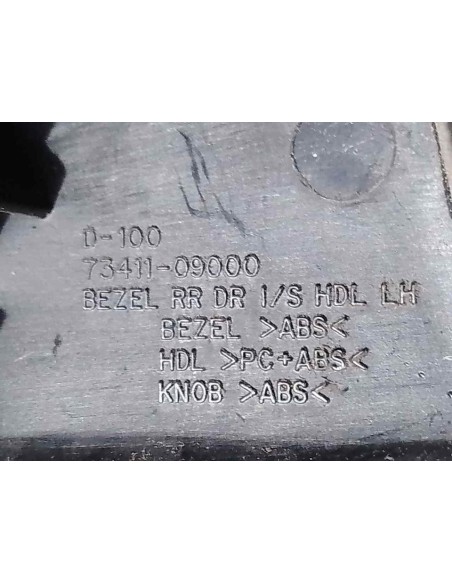 D-100
73411-09000
BEZEL RR DR I/S HDL LH
BEZEL >ABS<
HDL >PC+ABS<
KNOB >ABS<